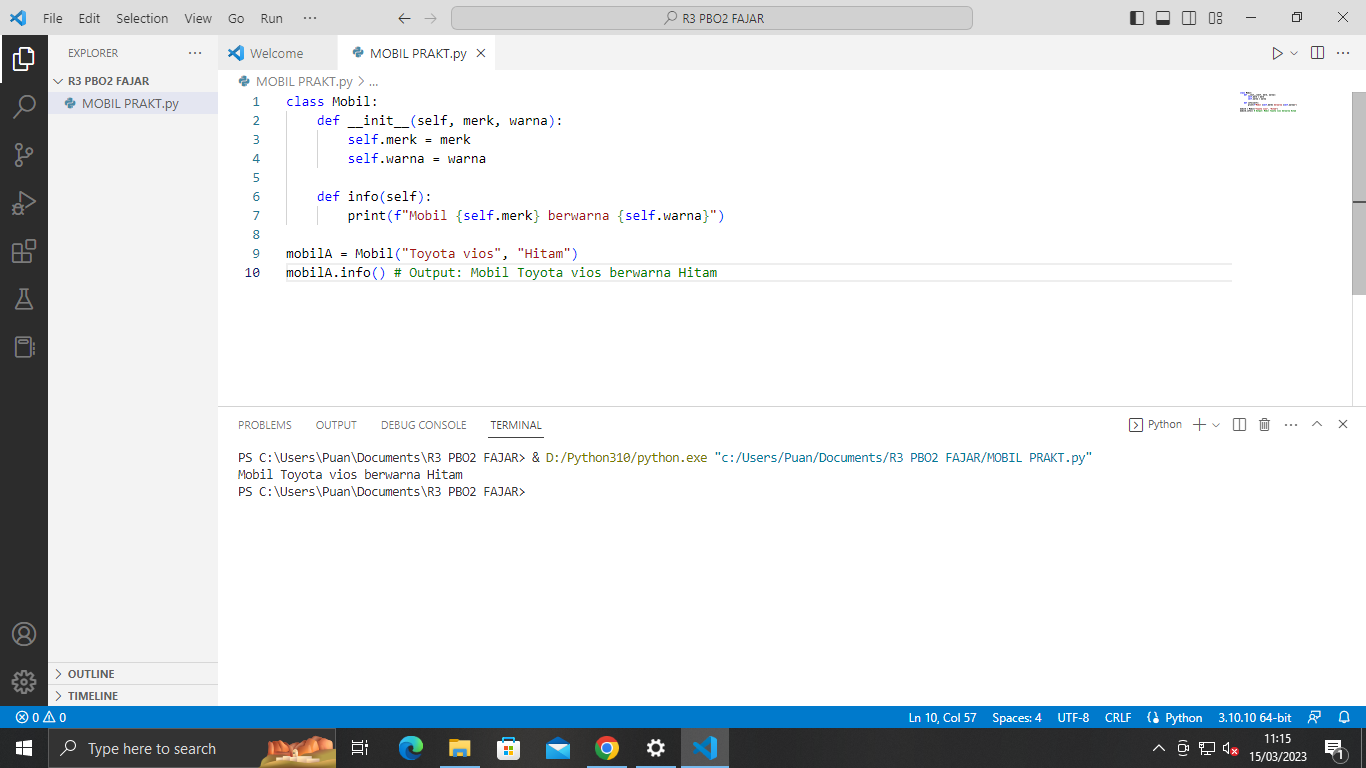 File Edit Selection View Go Run ···
R3 PBO2 FAJAR
EXPLORER
R3 PBO2 FAJAR
MOBIL PRAKT.py
OUTLINE
TIMELINE
Welcome
MOBIL PRAKT.py
MOBIL PRAKT.py > ...
1 class Mobil:
2     def __init__(self, merk, warna):
3         self.merk = merk
4         self.warna = warna
5
6     def info(self):
7         print(f"Mobil {self.merk} berwarna {self.warna}")
8
9 mobilA = Mobil("Toyota vios", "Hitam")
10 mobilA.info() # Output: Mobil Toyota vios berwarna Hitam
PROBLEMS OUTPUT DEBUG CONSOLE TERMINAL
Python
PS C:\Users\Puan\Documents\R3 PBO2 FAJAR> & D:/Python310/python.exe "c:/Users/Puan/Documents/R3 PBO2 FAJAR/MOBIL PRAKT.py"
Mobil Toyota vios berwarna Hitam
PS C:\Users\Puan\Documents\R3 PBO2 FAJAR>
0 0 Ln 10, Col 57 Spaces: 4 UTF-8 CRLF Python 3.10.10 64-bit
Type here to search
11:15
15/03/2023
1